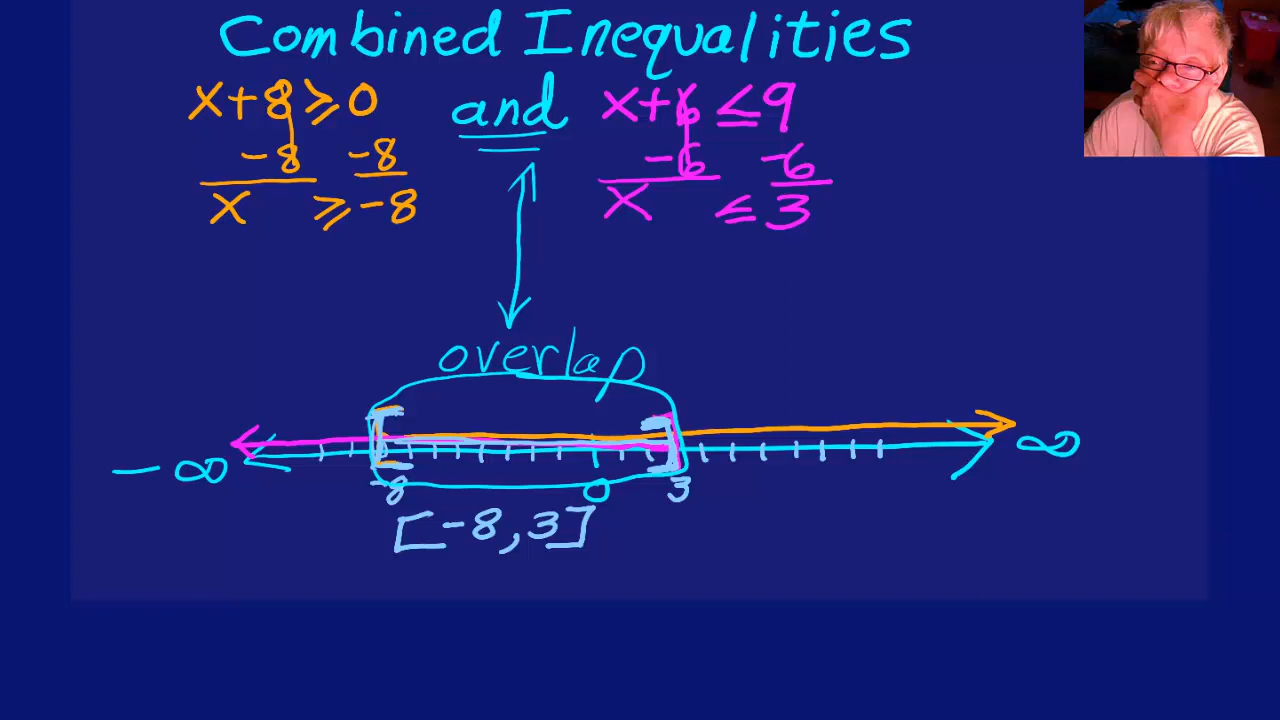 Combined Inequalities
x+8≥0 and x+6≤9
-8 -8 -6 -6
x ≥-8 x ≤3
overlap
-∞ ∞
-8 0 3
[-8,3]